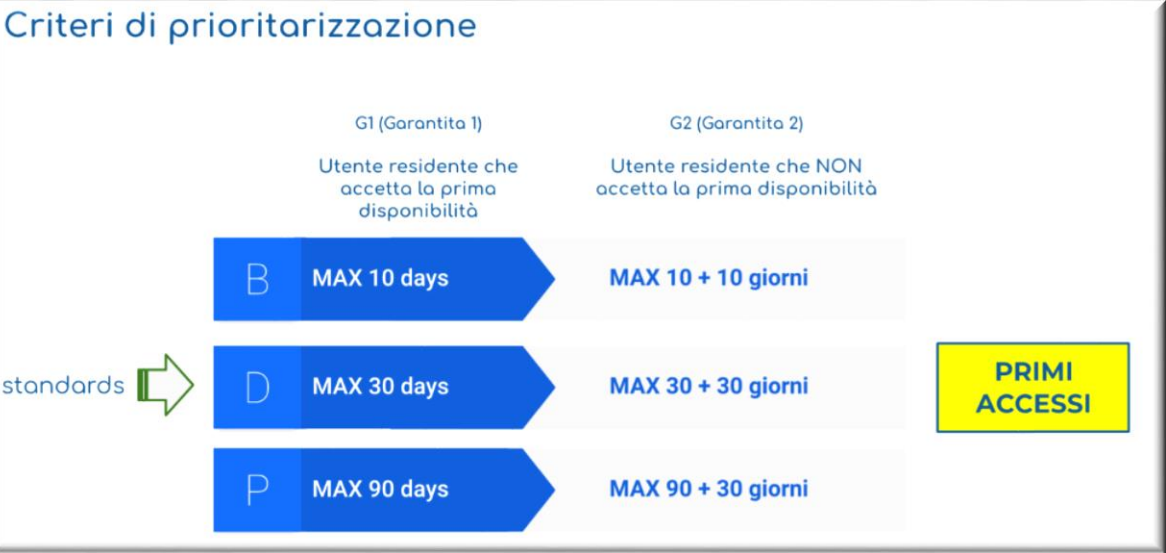 Criteri di prioritarizzazione
G1 (Garantita 1)
G2 (Garantita 2)
Utente residente che
accetta la prima
disponibilità
Utente residente che NON
accetta la prima disponibilità
B
MAX 10 days
MAX 10 + 10 giorni
standards
D
MAX 30 days
MAX 30 + 30 giorni
PRIMI
ACCESSI
P
MAX 90 days
MAX 90 + 30 giorni